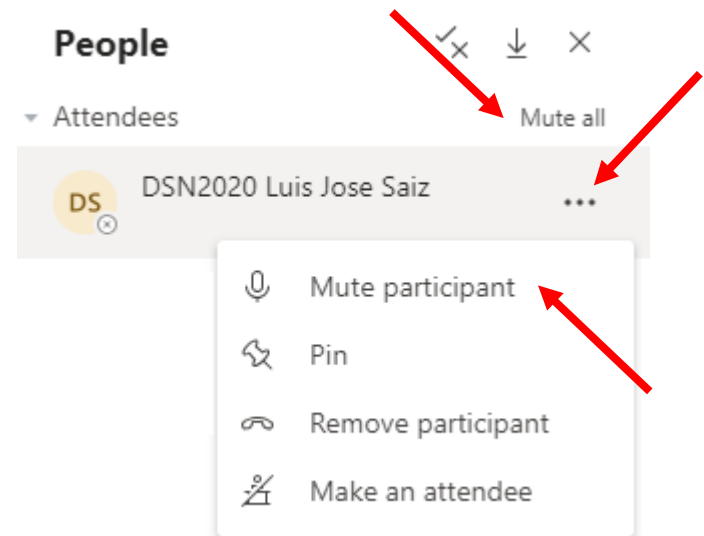 People
Attendees Mute all
DS DSN2020 Luis Jose Saiz
Mute participant
Pin
Remove participant
Make an attendee